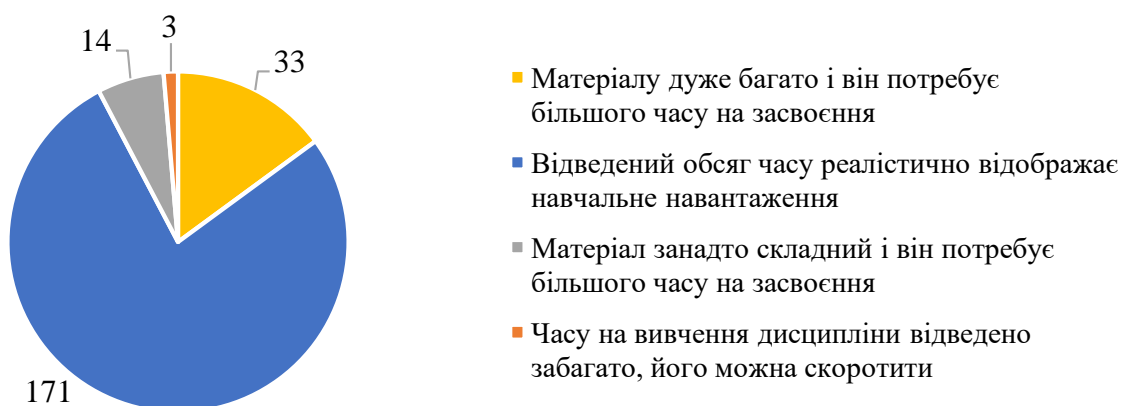 14
3
33
171
Матеріалу дуже багато і він потребує
більшого часу на засвоєння
Відведений обсяг часу реалістично відображає
навчальне навантаження
Матеріал занадто складний і він потребує
більшого часу на засвоєння
Часу на вивчення дисципліни відведено
забагато, його можна скоротити